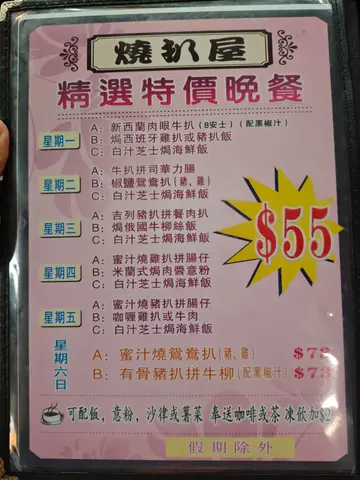 燒扒屋
精選特價晚餐
星期一
A: 新西蘭肉眼牛扒(8安士)(配黑椒汁)
B: 焗西班牙雞扒或豬扒飯
C: 白汁芝士焗海鮮飯
星期二
A: 牛扒拼司華力腸
B: 椒鹽鴛鴦扒(豬、雞)
C: 白汁芝士焗海鮮飯
星期三
A: 吉列豬扒拼餐肉扒
B: 焗俄國牛柳絲飯
C: 白汁芝士焗海鮮飯
$55
星期四
A: 蜜汁燒雞扒拼腸仔
B: 米蘭式焗肉醬意粉
C: 白汁芝士焗海鮮飯
星期五
A: 蜜汁燒豬扒拼腸仔
B: 咖喱雞扒或牛肉
C: 白汁芝士焗海鮮飯
星期六日
A: 蜜汁燒鴛鴦扒(豬、雞) $72
B: 有骨豬扒拼牛柳(配黑椒汁) $73
可配飯，意粉，沙律或薯菜 奉送咖啡或茶 凍飲加$2
假期除外